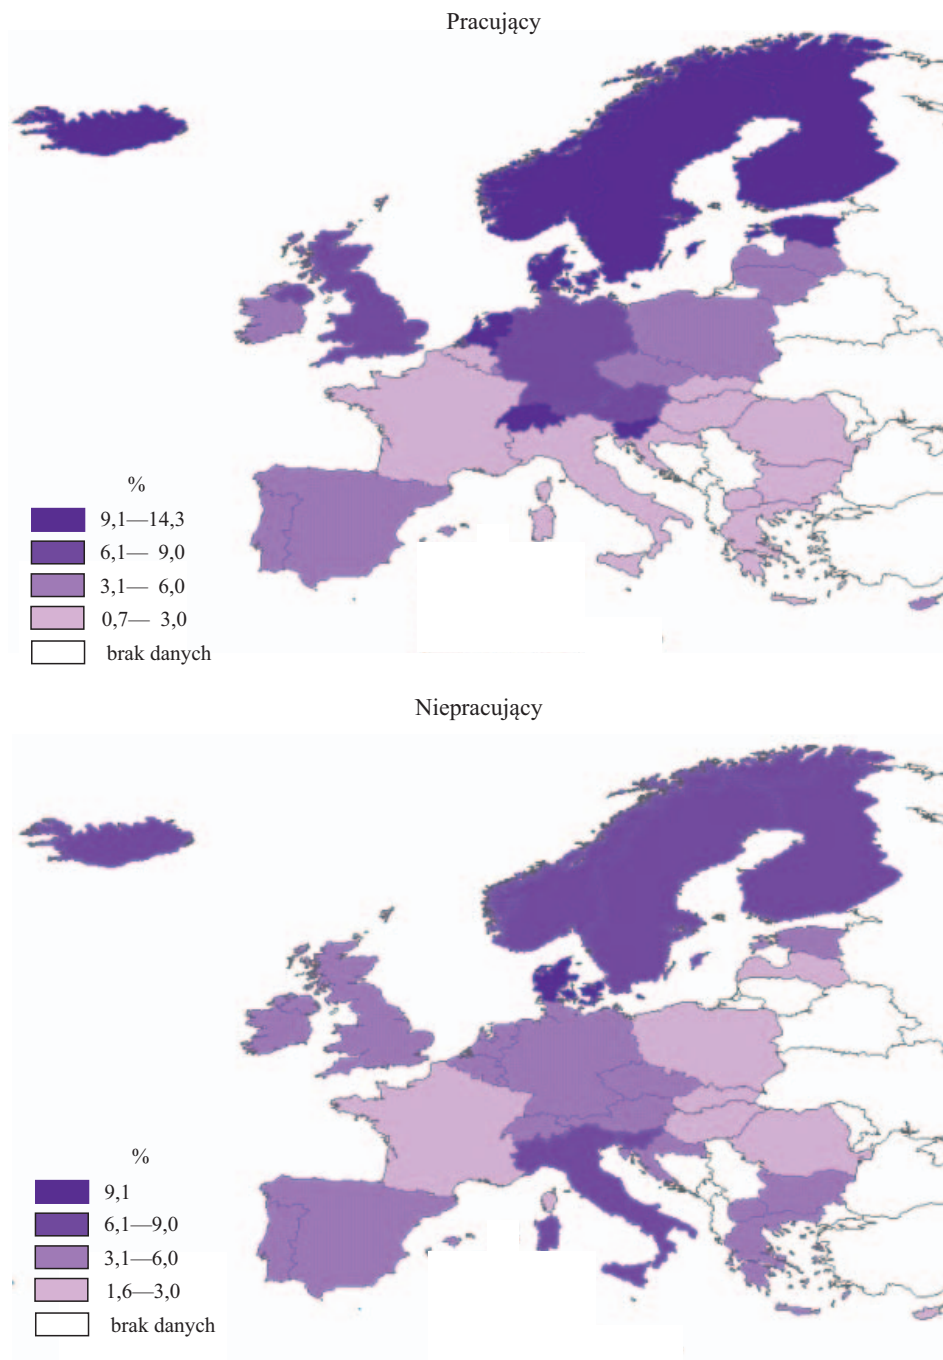 Pracujący
%
9,1—14,3
6,1— 9,0
3,1— 6,0
0,7— 3,0
brak danych
Niepracujący
%
9,1
6,1—9,0
3,1—6,0
1,6—3,0
brak danych